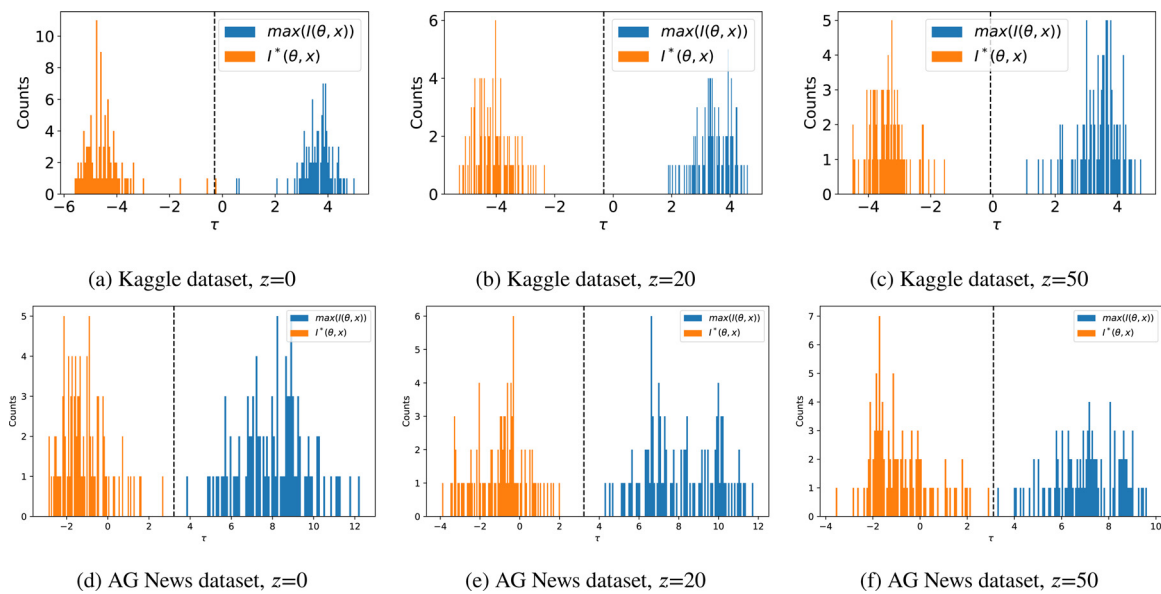 max(I(θ, x))
I*(θ, x)
Counts
10
8
6
4
2
0
−6 −4 −2 0 2 4
τ
(a) Kaggle dataset, z=0
max(I(θ, x))
I*(θ, x)
Counts
6
4
2
0
−4 −2 0 2 4
τ
(b) Kaggle dataset, z=20
max(I(θ, x))
I*(θ, x)
Counts
5
4
3
2
1
0
−4 −2 0 2 4
τ
(c) Kaggle dataset, z=50
max(I(θ, x))
I*(θ, x)
Counts
5
4
3
2
1
0
−2 0 2 4 6 8 10 12
τ
(d) AG News dataset, z=0
max(I(θ, x))
I*(θ, x)
Counts
6
5
4
3
2
1
0
−4 −2 0 2 4 6 8 10 12
τ
(e) AG News dataset, z=20
max(I(θ, x))
I*(θ, x)
Counts
7
6
5
4
3
2
1
0
−4 −2 0 2 4 6 8 10
τ
(f) AG News dataset, z=50